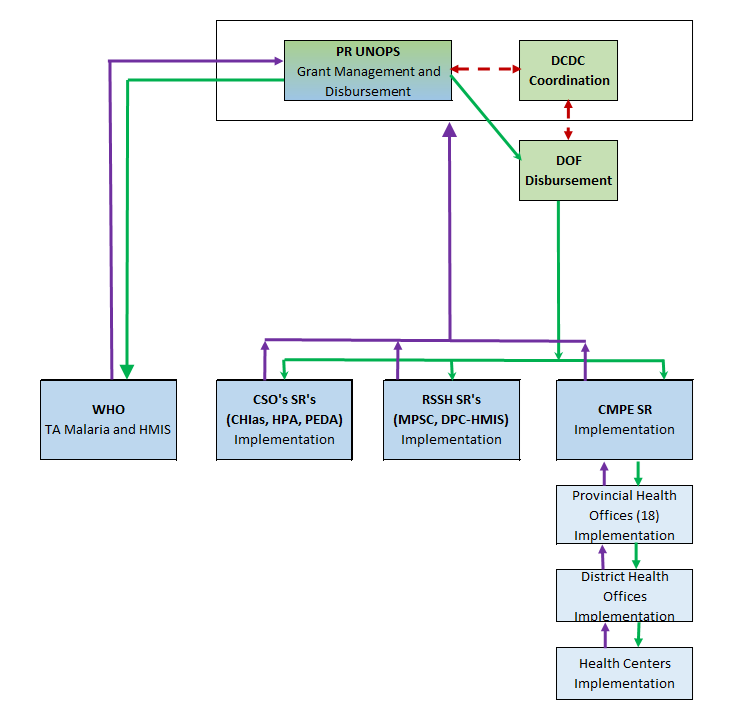 PR UNOPS
Grant Management and
Disbursement
DCDC
Coordination
DOF
Disbursement
WHO
TA Malaria and HMIS
CSO's SR's
(CHIas, HPA, PEDA)
Implementation
RSSH SR's
(MPSC, DPC-HMIS)
Implementation
CMPE SR
Implementation
Provincial Health
Offices (18)
Implementation
District Health
Offices
Implementation
Health Centers
Implementation